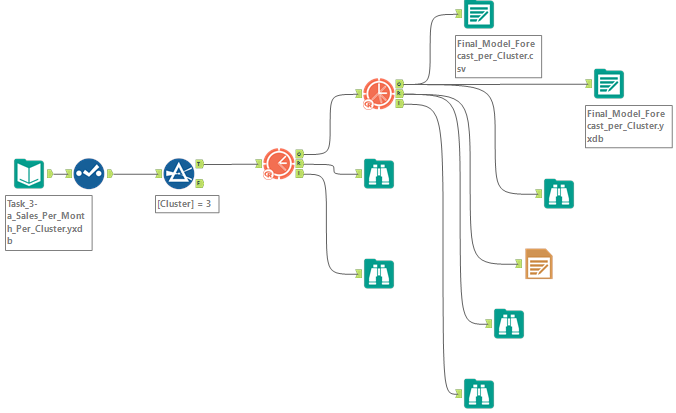 Final_Model_Fore
cast_per_Cluster.c
sv
Final_Model_Fore
cast_per_Cluster.y
xdb
O
R
I
O
R
I
T
F
Task_3-
a_Sales_Per_Mont
h_Per_Cluster.yxd
b
[Cluster] = 3